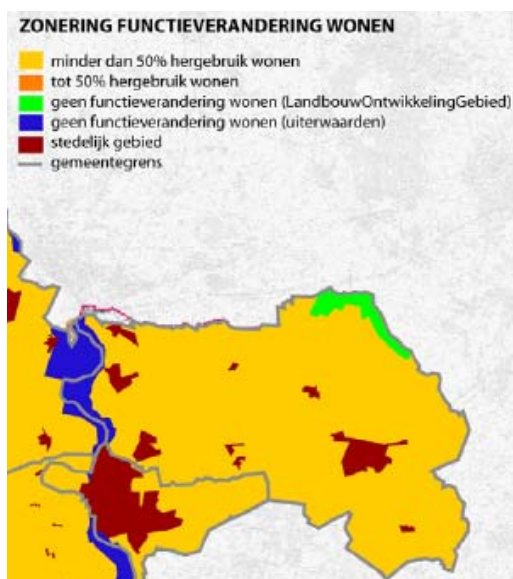 ZONERING FUNCTIEVERANDERING WONEN
minder dan 50% hergebruik wonen
tot 50% hergebruik wonen
geen functieverandering wonen (LandbouwOntwikkelingGebied)
geen functieverandering wonen (uiterwaarden)
stedelijk gebied
gemeentegrens